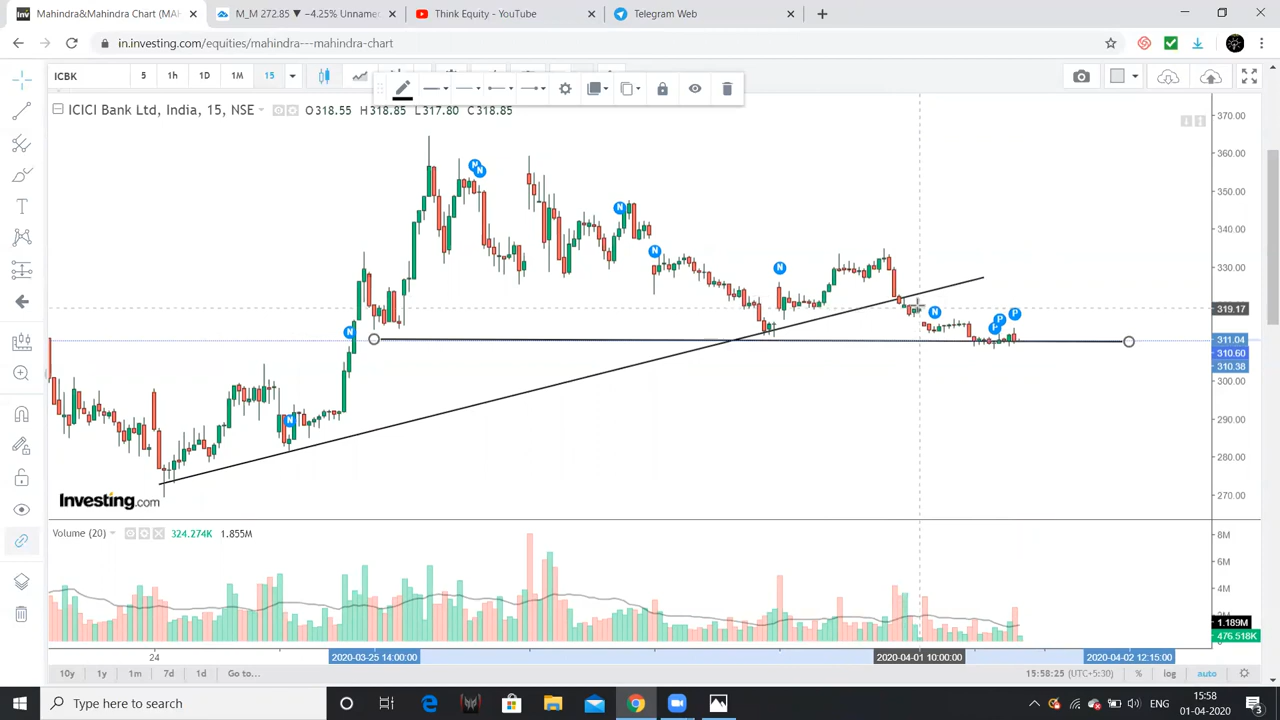 Mahindra&Mahindra Chart (MAH
M_M 272.85 ▼ −4.25% Unname
Think Equity - YouTube
Telegram Web
in.investing.com/equities/mahindra---mahindra-chart
ICBK
5
1h
1D
1M
15
ICICI Bank Ltd, India, 15, NSE
O318.55 H318.85 L317.80 C318.85
370.00
360.00
350.00
340.00
330.00
319.17
311.04
310.60
310.38
300.00
290.00
280.00
270.00
N
N
N
N
N
N
N
N
N
P
P
P
Investing.com
Volume (20)
324.274K
1.855M
8M
6M
4M
1.189M
476.518K
24
2020-03-25 14:00:00
2020-04-01 10:00:00
2020-04-02 12:15:00
10y
1y
1m
7d
1d
Go to...
15:58:25 (UTC+5:30)
%
log
auto
Type here to search
ENG
15:58
01-04-2020
3